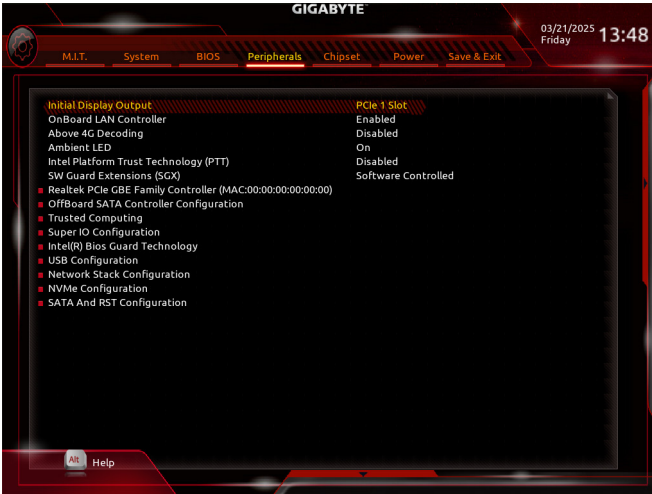 GIGABYTE™
03/21/2025
Friday
13:48
M.I.T. System BIOS Peripherals Chipset Power Save & Exit
Initial Display Output PCIe 1 Slot
OnBoard LAN Controller Enabled
Above 4G Decoding Disabled
Ambient LED On
Intel Platform Trust Technology (PTT) Disabled
SW Guard Extensions (SGX) Software Controlled
Realtek PCIe GBE Family Controller (MAC:00:00:00:00:00:00)
OffBoard SATA Controller Configuration
Trusted Computing
Super IO Configuration
Intel(R) Bios Guard Technology
USB Configuration
Network Stack Configuration
NVMe Configuration
SATA And RST Configuration
Alt Help